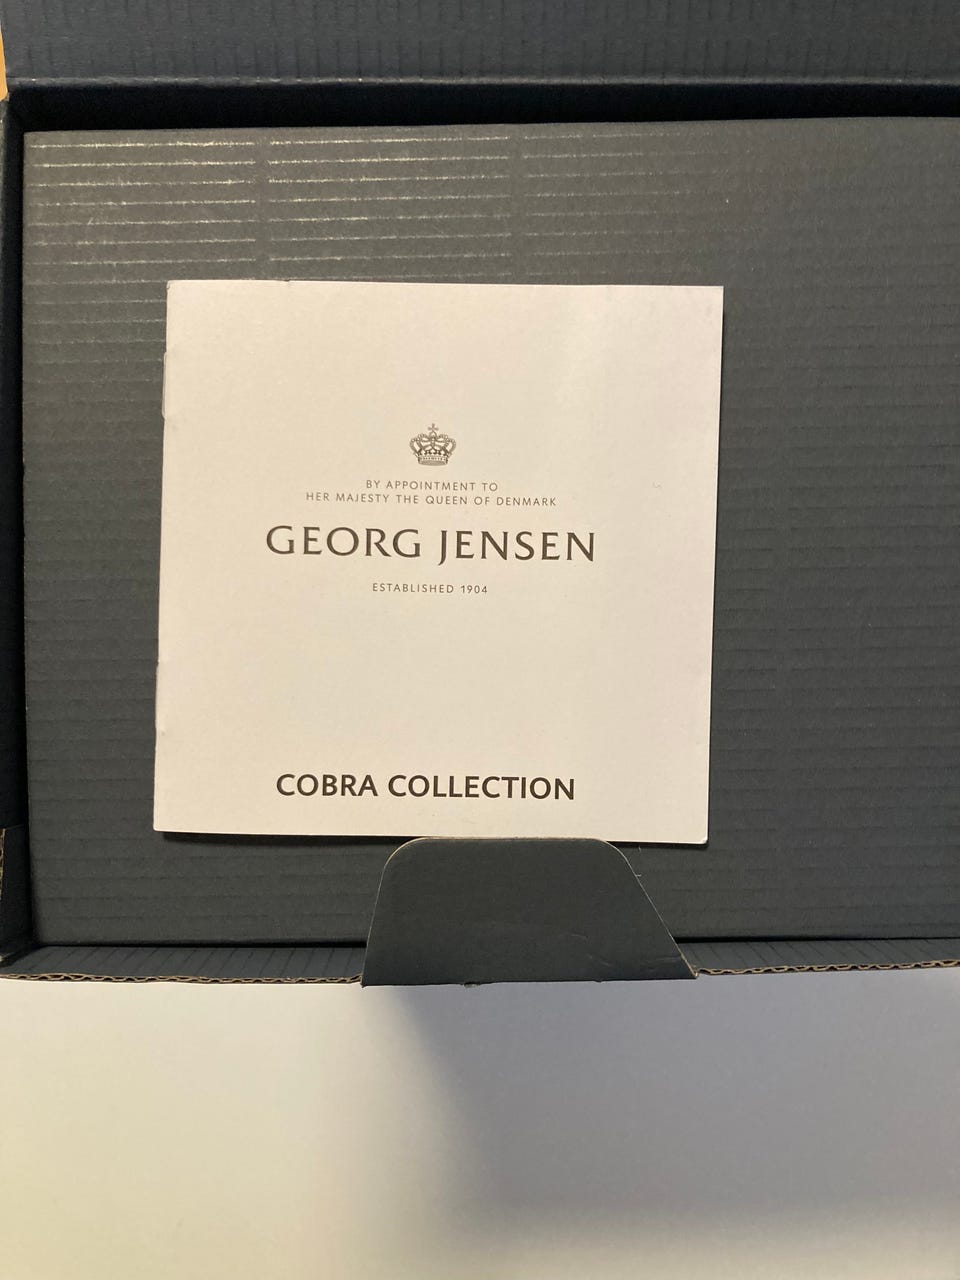 BY APPOINTMENT TO
HER MAJESTY THE QUEEN OF DENMARK
GEORG JENSEN
ESTABLISHED 1904
COBRA COLLECTION